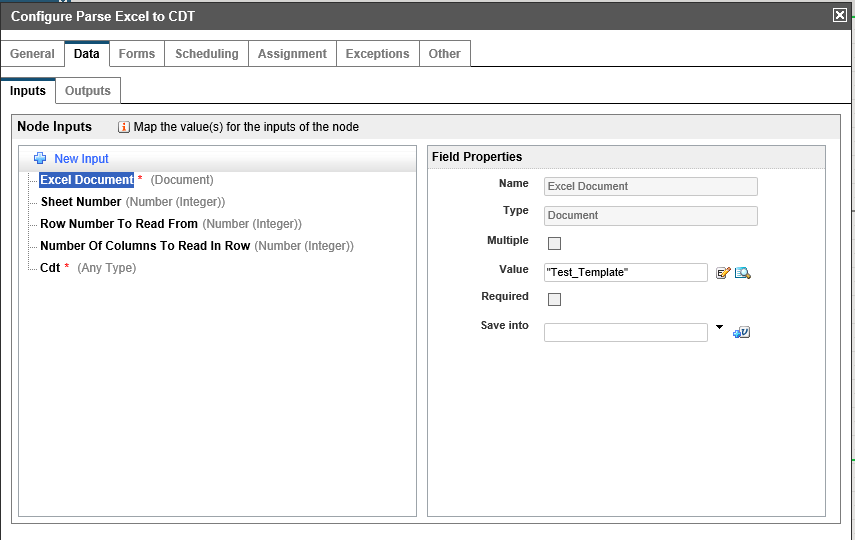 Configure Parse Excel to CDT
General Data Forms Scheduling Assignment Exceptions Other
Inputs Outputs
Node Inputs Map the value(s) for the inputs of the node
New Input
Excel Document * (Document)
Sheet Number (Number (Integer))
Row Number To Read From (Number (Integer))
Number Of Columns To Read In Row (Number (Integer))
Cdt * (Any Type)
Field Properties
Name Excel Document
Type Document
Multiple
Value "Test_Template"
Required
Save into